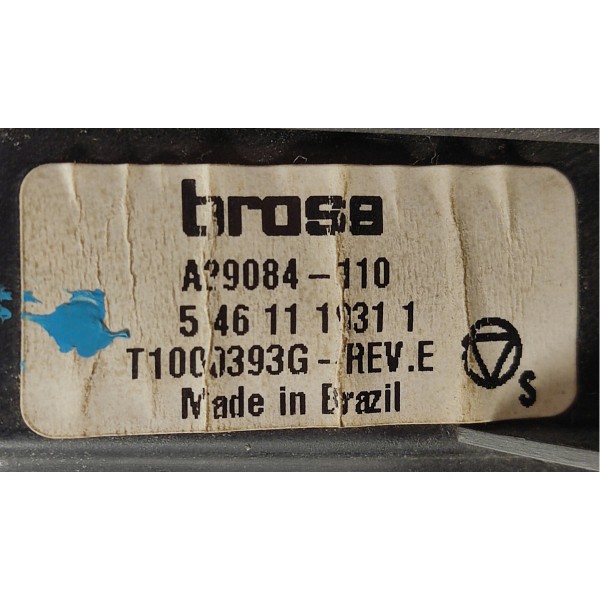 brose
A29084-110
5 46 11 1931 1
T1000393G-REV.E
S
Made in Brazil